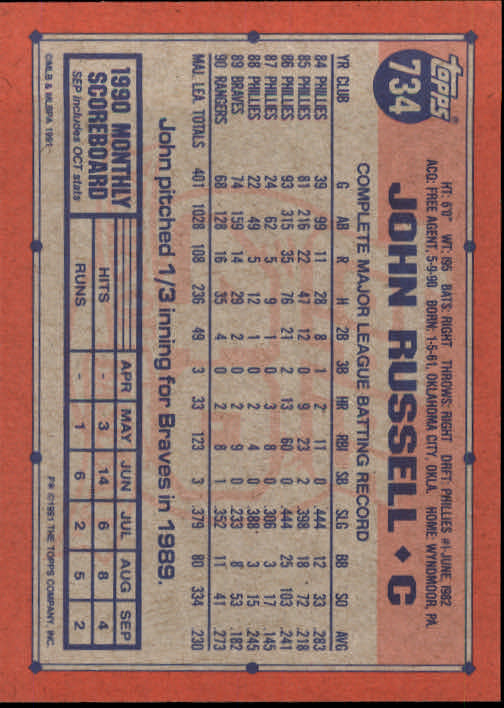 topps
734
JOHN RUSSELL ♦ C
HT: 6'0" WT: 195 BATS: RIGHT THROWS: RIGHT DRFT: PHILLIES #1-JUNE, 1982
ACQ: FREE AGENT, 5-9-90 BORN: 1-5-61, OKLAHOMA CITY, OKLA. HOME: WYNDMOOR, PA.
COMPLETE MAJOR LEAGUE BATTING RECORD
YR CLUB G AB R H 2B 3B HR RBI SB SLG BB SO AVG
84 PHILLIES 39 99 11 28 8 1 2 11 0 .444 12 33 .283
85 PHILLIES 81 216 22 47 12 0 9 23 2 .398 18 72 .218
86 PHILLIES 93 315 35 76 21 2 13 60 0 .444 25 103 .241
87 PHILLIES 24 62 5 9 1 0 3 8 0 .306 3 17 .145
88 PHILLIES 22 49 5 12 1 0 2 4 0 .388 3 15 .245
89 BRAVES 74 159 14 29 2 0 2 9 0 .233 8 53 .182
90 RANGERS 68 128 16 35 4 0 2 8 1 .352 11 41 .273
MAJ. LEA. TOTALS 401 1028 108 236 49 3 33 123 3 .379 80 334 .230
John pitched 1/3 inning for Braves in 1989.
1990 MONTHLY SCOREBOARD
SEP includes OCT stats
APR MAY JUN JUL AUG SEP
HITS - 3 14 6 8 4
RUNS - 1 6 2 5 2
©MLB & MLBPA 1991
©1991 THE TOPPS COMPANY, INC.